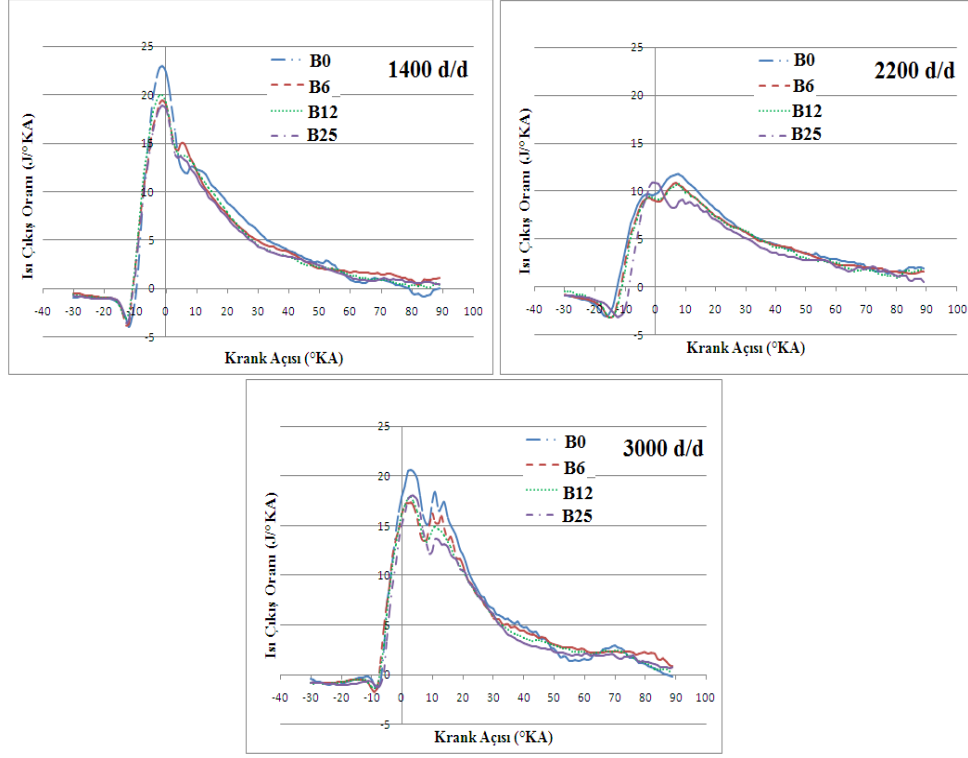 25
20
15
10
5
0
-5
-40 -30 -20 -10 0 10 20 30 40 50 60 70 80 90 100
Isı Çıkış Oranı (J/°KA)
Krank Açısı (°KA)
B0
B6
B12
B25
1400 d/d
25
20
15
10
5
0
-5
-40 -30 -20 -10 0 10 20 30 40 50 60 70 80 90 100
Isı Çıkış Oranı (J/°KA)
Krank Açısı (°KA)
B0
B6
B12
B25
2200 d/d
25
20
15
10
5
0
-5
-40 -30 -20 -10 0 10 20 30 40 50 60 70 80 90 100
Isı Çıkış Oranı (J/°KA)
Krank Açısı (°KA)
B0
B6
B12
B25
3000 d/d